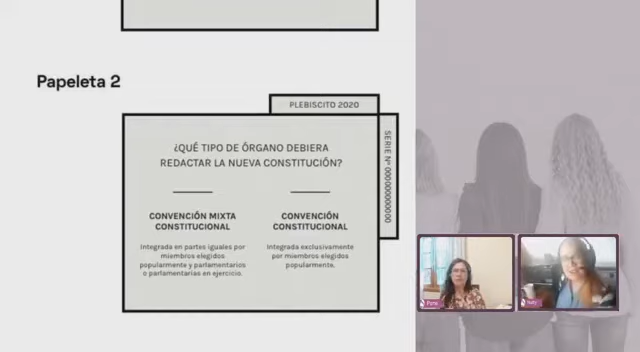 Papeleta 2
PLEBISCITO 2020
SERIE Nº 00000000000
¿QUÉ TIPO DE ÓRGANO DEBIERA
REDACTAR LA NUEVA CONSTITUCIÓN?
CONVENCIÓN MIXTA
CONSTITUCIONAL
Integrada en partes iguales por
miembros elegidos
popularmente y parlamentarios
o parlamentarias en ejercicio.
CONVENCIÓN
CONSTITUCIONAL
Integrada exclusivamente
por miembros elegidos
popularmente.